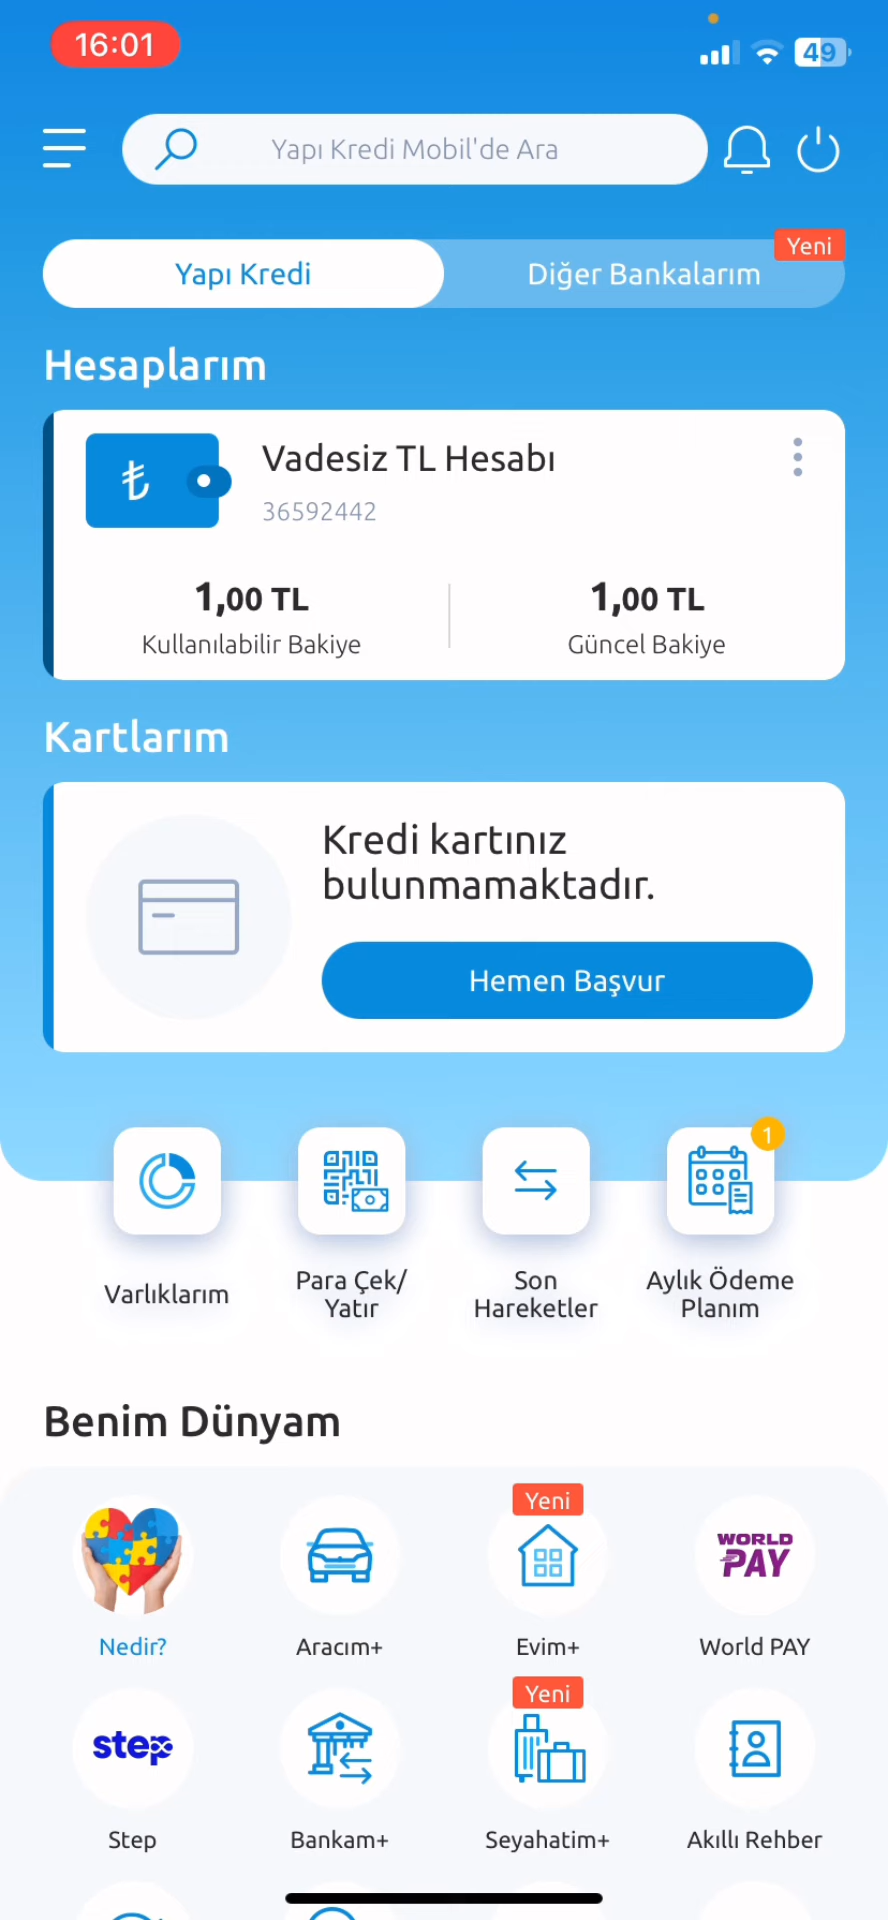 16:01
49
Yapı Kredi Mobil'de Ara
Yeni
Yapı Kredi
Diğer Bankalarım
Hesaplarım
₺
Vadesiz TL Hesabı
36592442
1,00 TL
1,00 TL
Kullanılabilir Bakiye
Güncel Bakiye
Kartlarım
Kredi kartınız
bulunmamaktadır.
Hemen Başvur
1
Varlıklarım
Para Çek/
Yatır
Son
Hareketler
Aylık Ödeme
Planım
Benim Dünyam
Yeni
WORLD
PAY
Nedir?
Aracım+
Evim+
World PAY
Yeni
step
Step
Bankam+
Seyahatim+
Akıllı Rehber